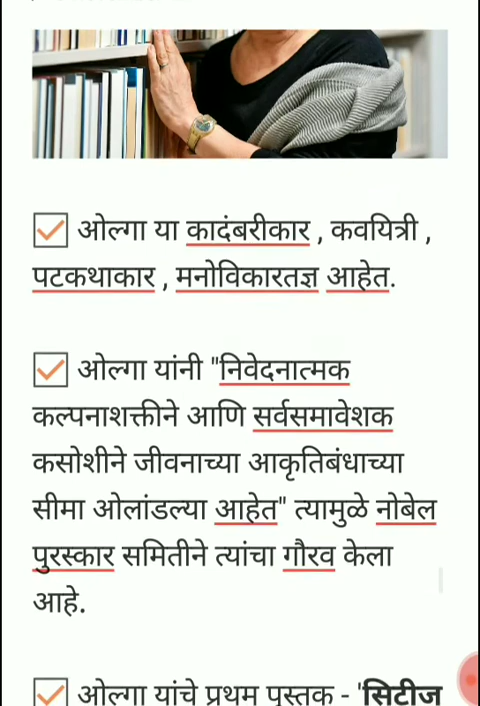 ओल्गा या कादंबरीकार , कवयित्री ,
पटकथाकार , मनोविकारतज्ञ आहेत.
ओल्गा यांनी "निवेदनात्मक
कल्पनाशक्तीने आणि सर्वसमावेशक
कसोशीने जीवनाच्या आकृतिबंधाच्या
सीमा ओलांडल्या आहेत" त्यामुळे नोबेल
पुरस्कार समितीने त्यांचा गौरव केला
आहे.
ओल्गा यांचे प्रथम पुस्तक - 'सिटीज